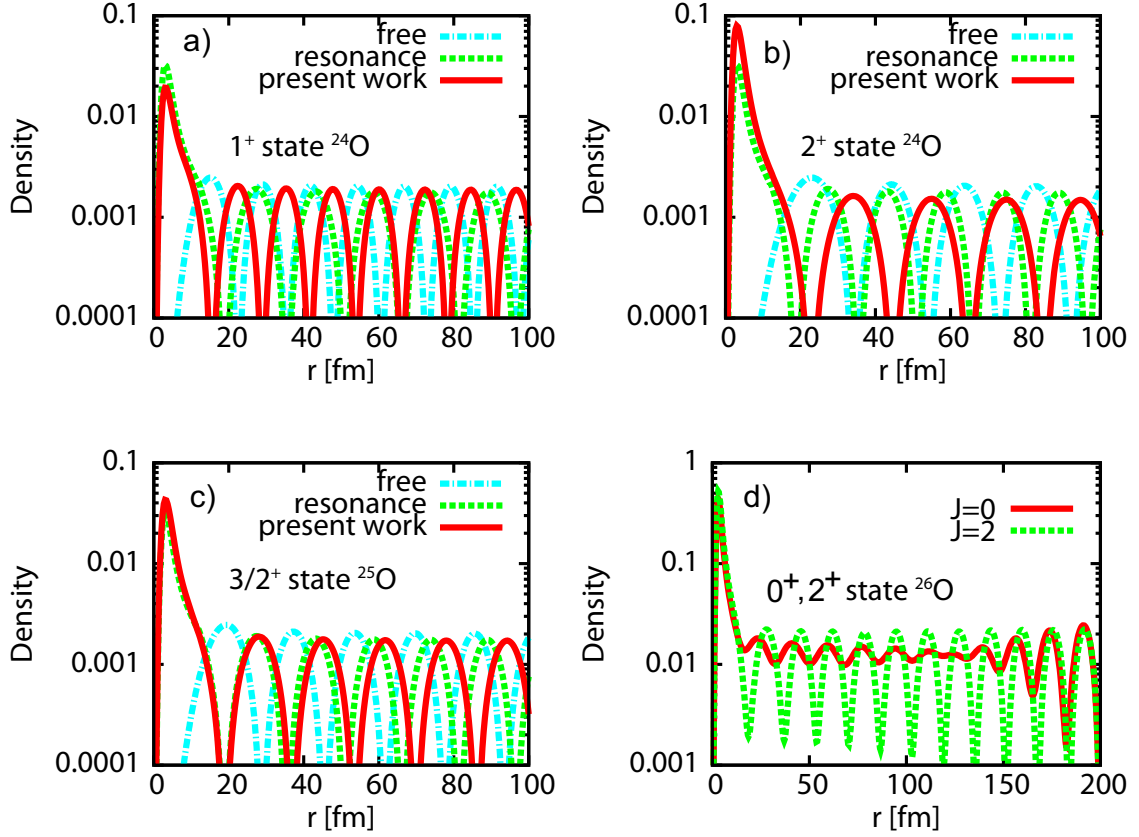 a)
free
resonance
present work
1+ state 24O
Density
0.1
0.01
0.001
0.0001
0 20 40 60 80 100
r [fm]
b)
free
resonance
present work
2+ state 24O
Density
0.1
0.01
0.001
0.0001
0 20 40 60 80 100
r [fm]
c)
free
resonance
present work
3/2+ state 25O
Density
0.1
0.01
0.001
0.0001
0 20 40 60 80 100
r [fm]
d)
J=0
J=2
0+,2+ state 26O
Density
1
0.1
0.01
0.001
0.0001
0 50 100 150 200
r [fm]